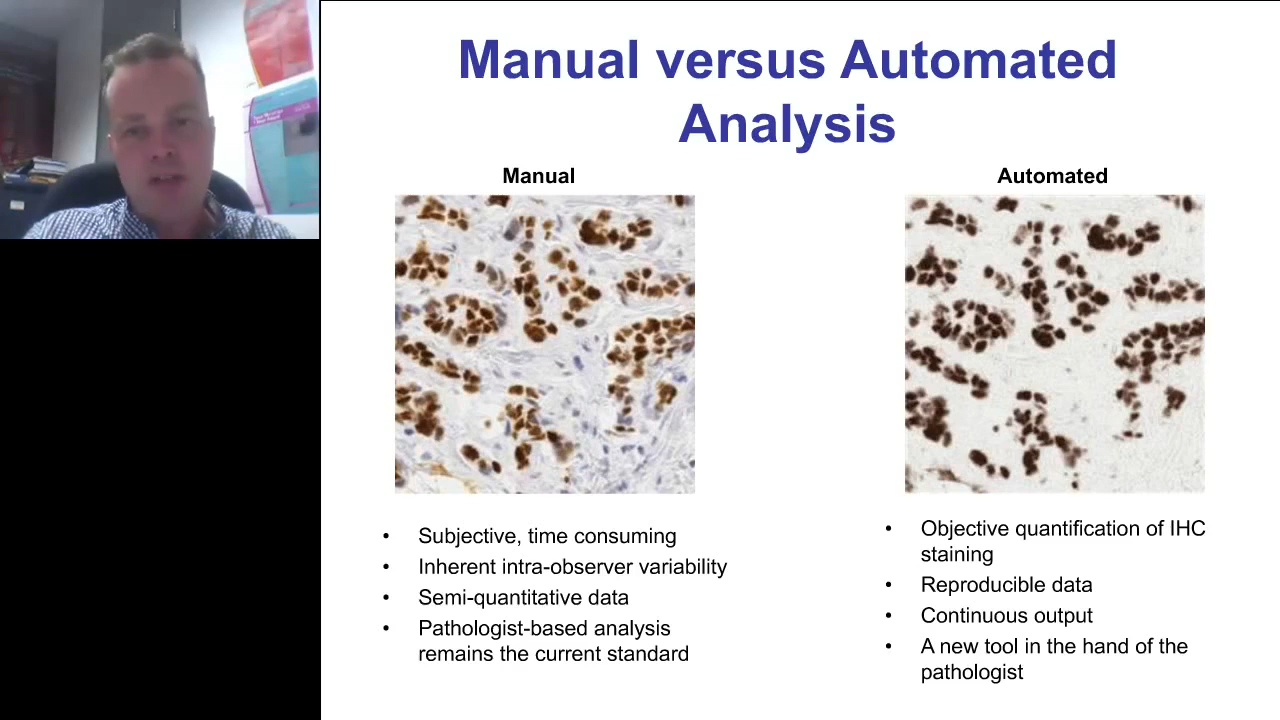 Manual versus Automated
Analysis
Manual
Automated
• Subjective, time consuming
• Inherent intra-observer variability
• Semi-quantitative data
• Pathologist-based analysis
remains the current standard
• Objective quantification of IHC
staining
• Reproducible data
• Continuous output
• A new tool in the hand of the
pathologist